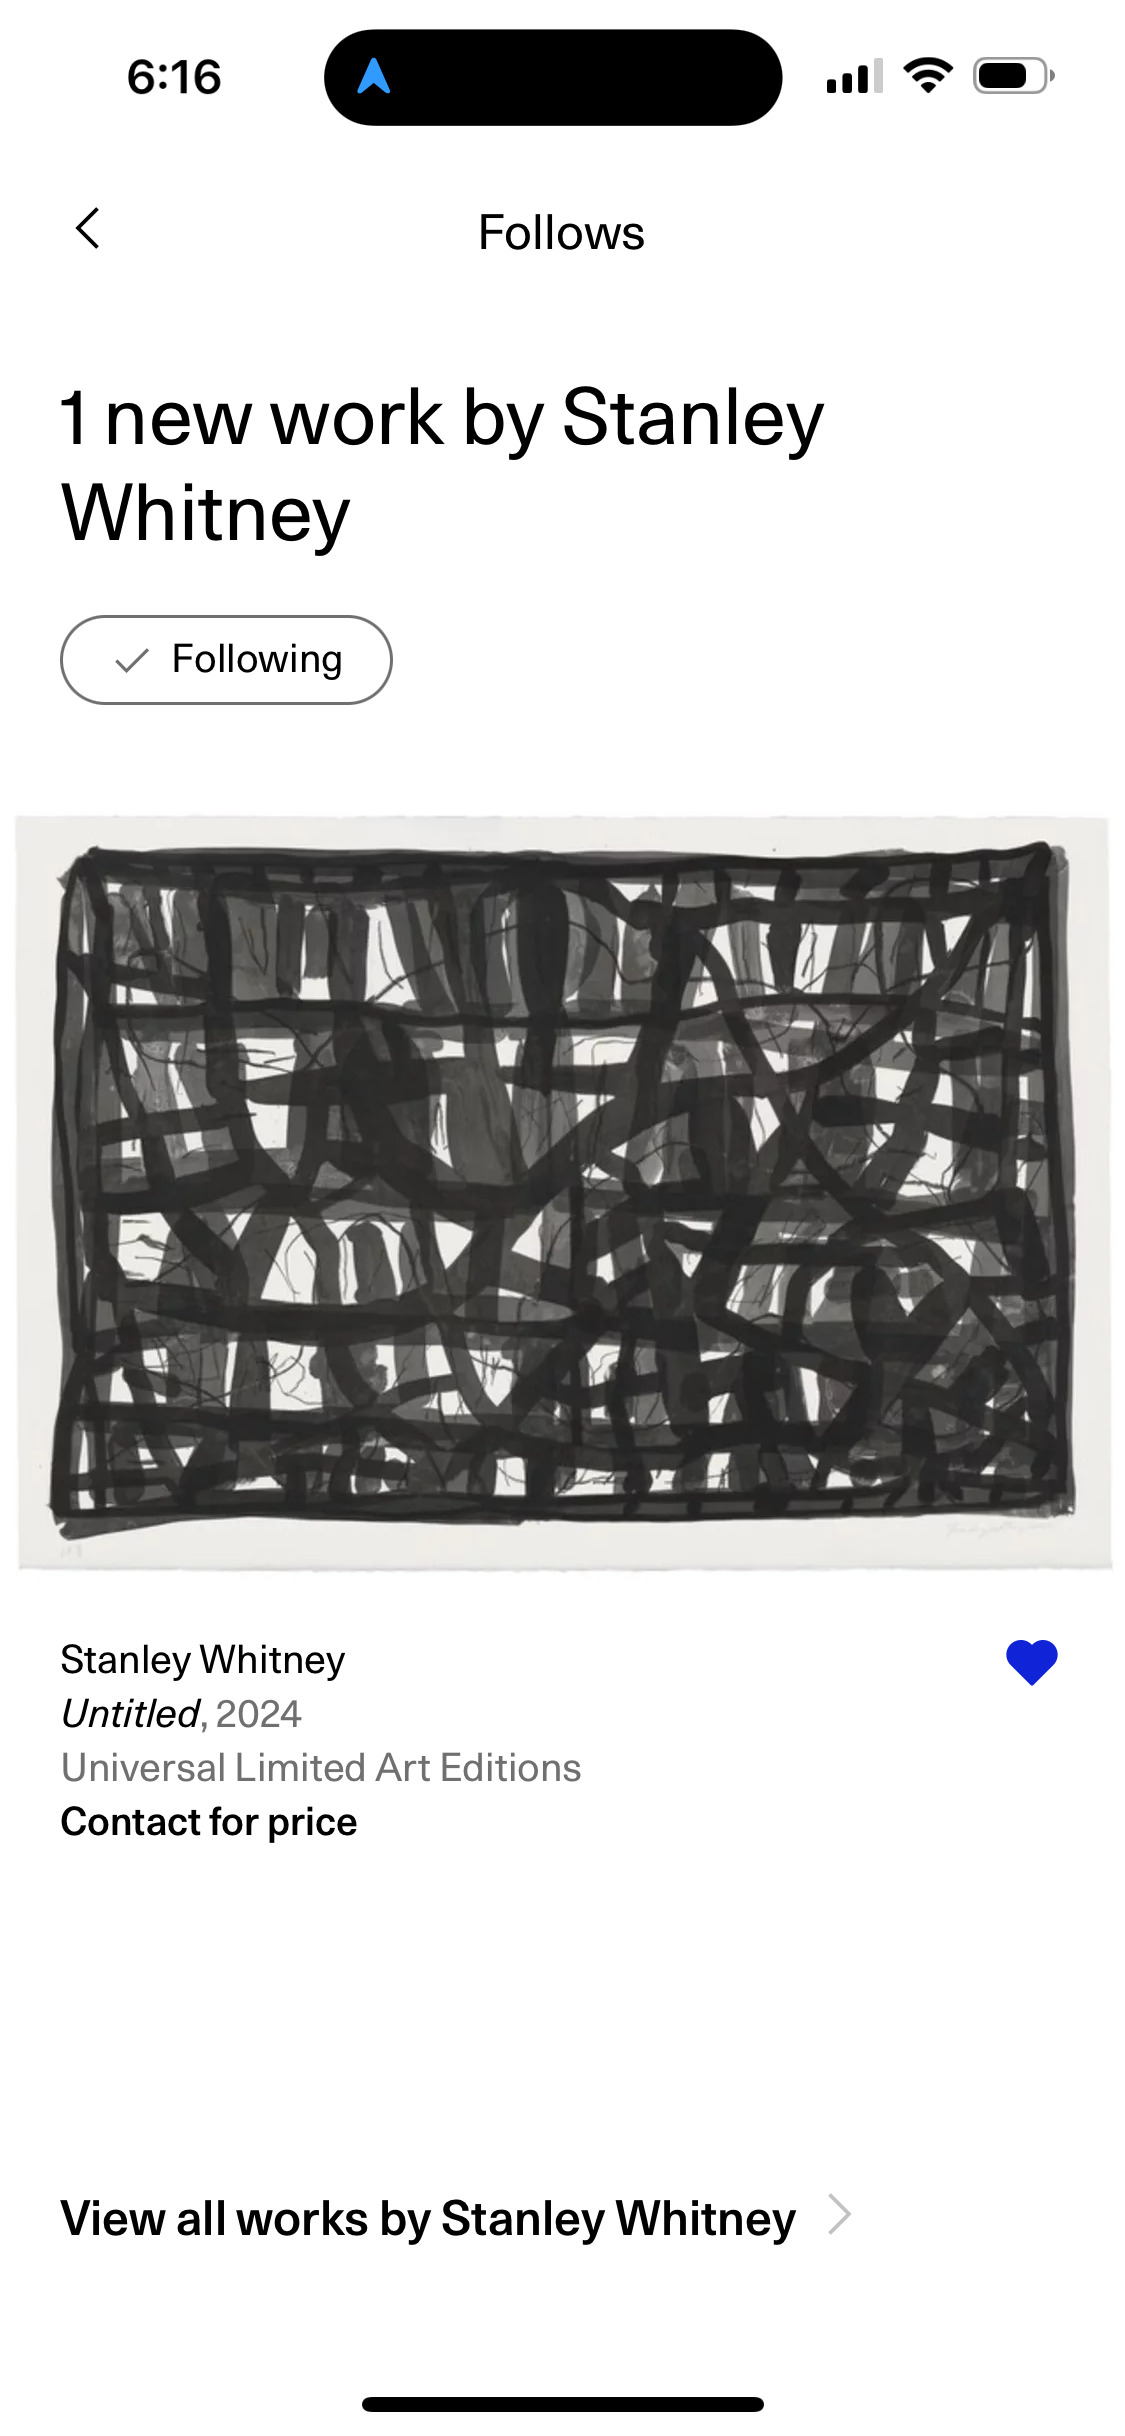 6:16
Follows
1 new work by Stanley
Whitney
Following
Stanley Whitney
Untitled, 2024
Universal Limited Art Editions
Contact for price
View all works by Stanley Whitney